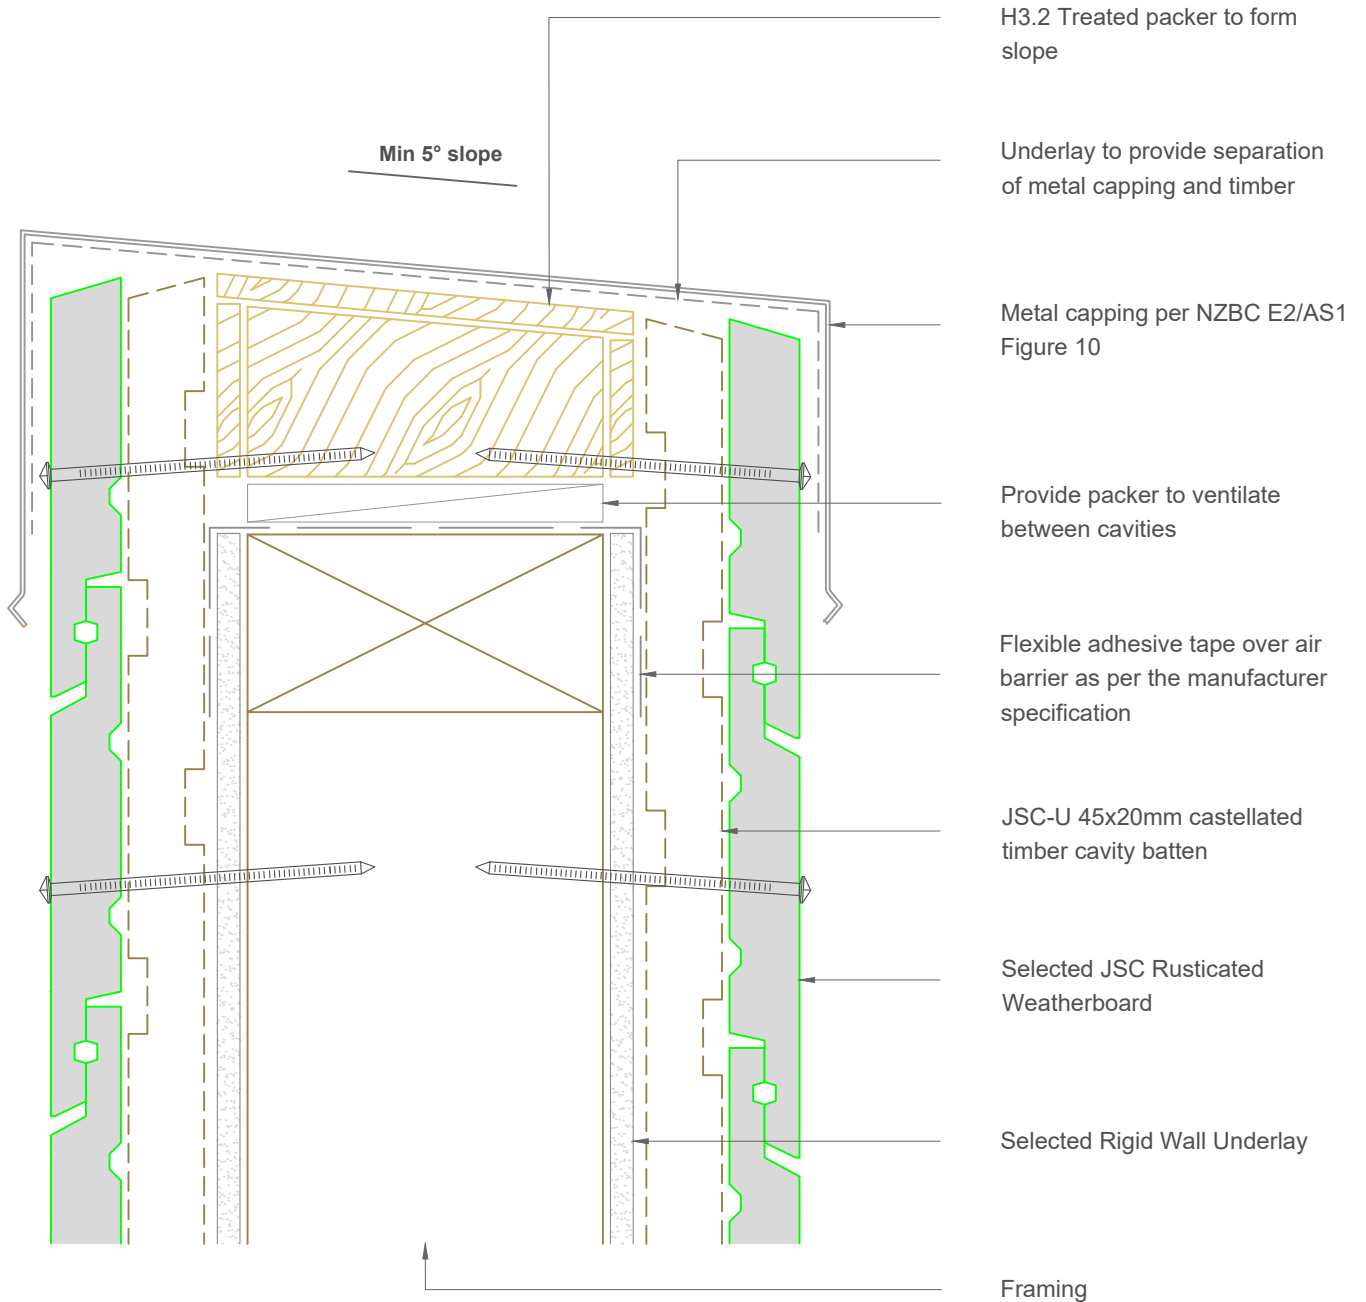 H3.2 Treated packer to form
slope
Min 5° slope
Underlay to provide separation
of metal capping and timber
Metal capping per NZBC E2/AS1
Figure 10
Provide packer to ventilate
between cavities
Flexible adhesive tape over air
barrier as per the manufacturer
specification
JSC-U 45x20mm castellated
timber cavity batten
Selected JSC Rusticated
Weatherboard
Selected Rigid Wall Underlay
Framing